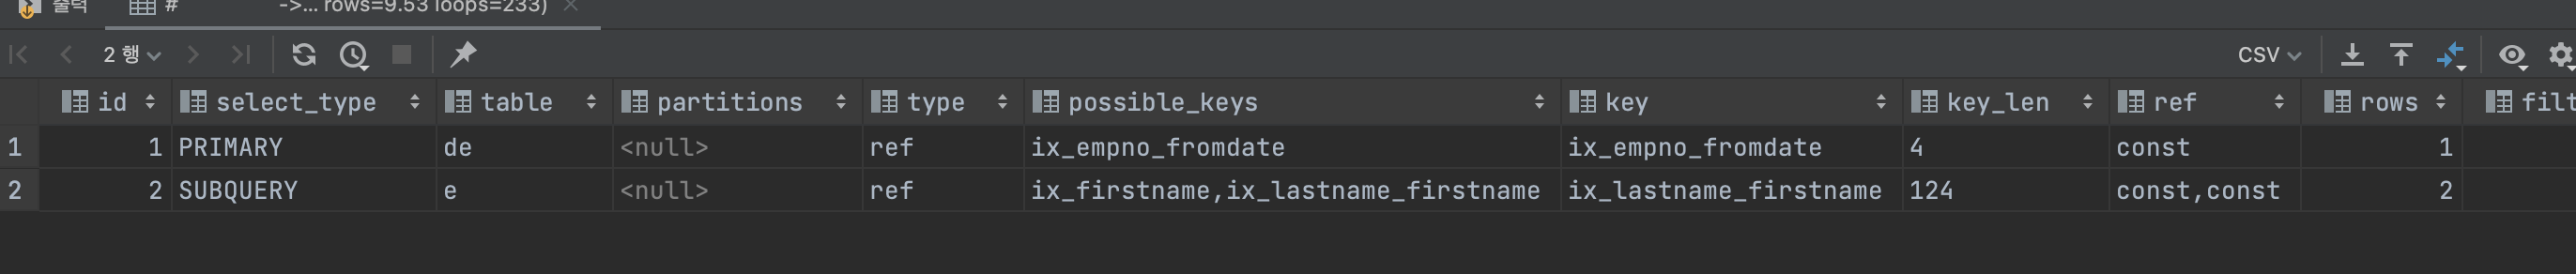 출력 # ->... rows=9.53 loops=233)
2 행 CSV
id select_type table partitions type possible_keys key key_len ref rows filt
1 1 PRIMARY de <null> ref ix_empno_fromdate ix_empno_fromdate 4 const 1
2 2 SUBQUERY e <null> ref ix_firstname,ix_lastname_firstname ix_lastname_firstname 124 const,const 2